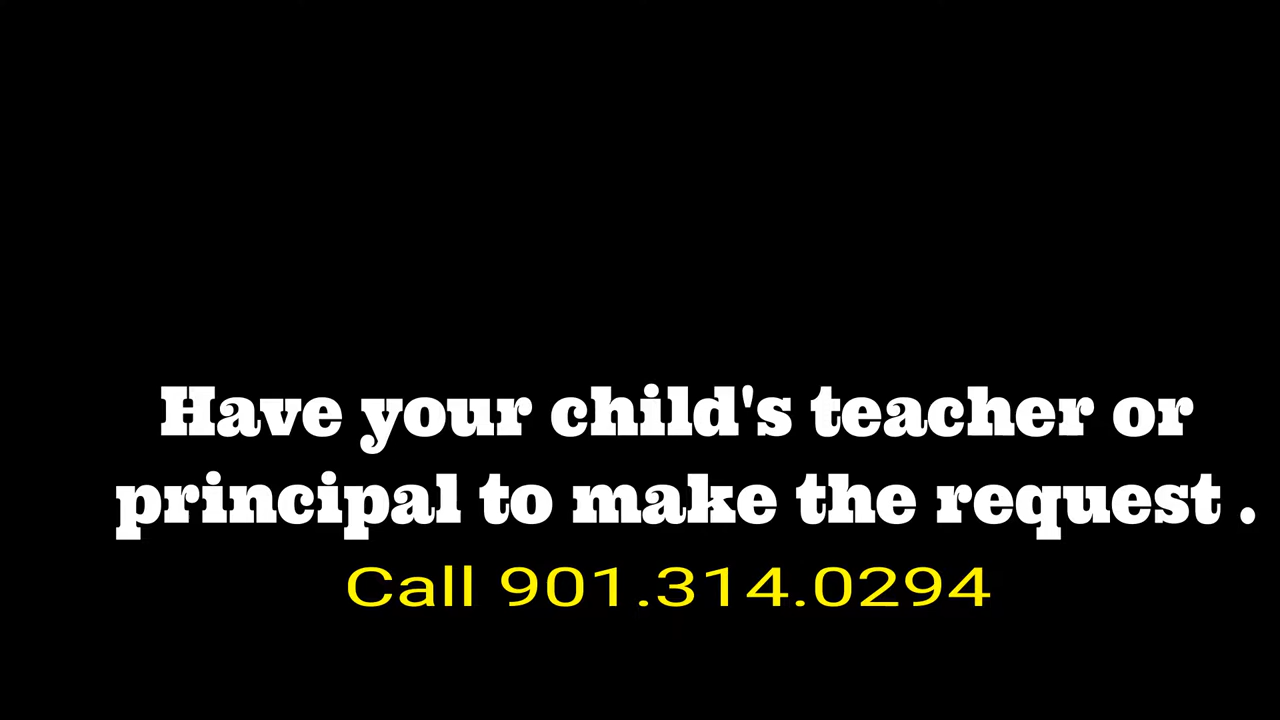 Have your child's teacher or
principal to make the request .
Call 901.314.0294